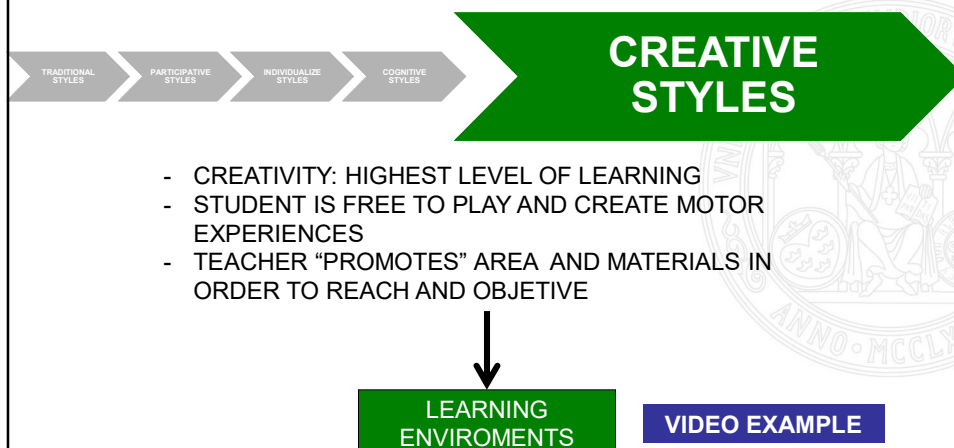 TRADITIONAL
STYLES
PARTICIPATIVE
STYLES
INDIVIDUALIZE
STYLES
COGNITIVE
STYLES
CREATIVE
STYLES
- CREATIVITY: HIGHEST LEVEL OF LEARNING
- STUDENT IS FREE TO PLAY AND CREATE MOTOR
EXPERIENCES
- TEACHER “PROMOTES” AREA AND MATERIALS IN
ORDER TO REACH AND OBJETIVE
LEARNING
ENVIROMENTS
VIDEO EXAMPLE
ANNO • MCCL